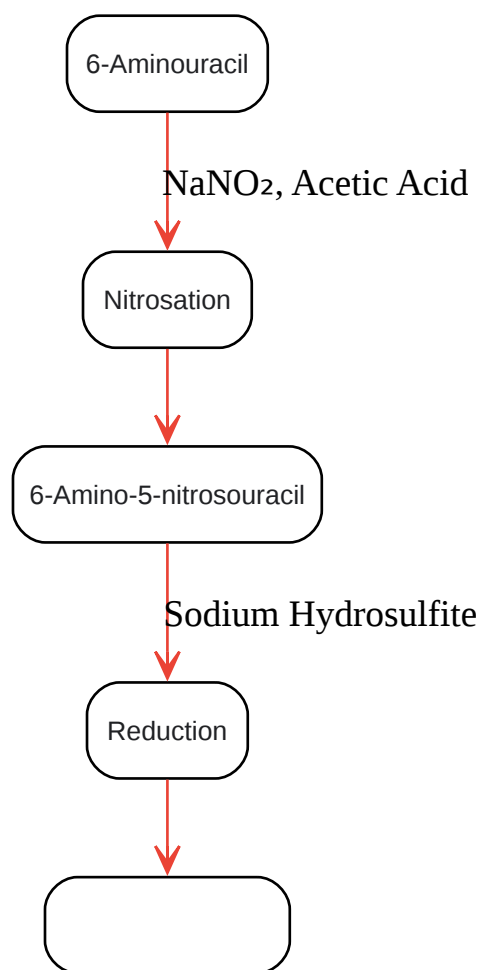 6-Aminouracil
NaNO₂, Acetic Acid
Nitrosation
6-Amino-5-nitrosouracil
Sodium Hydrosulfite
Reduction